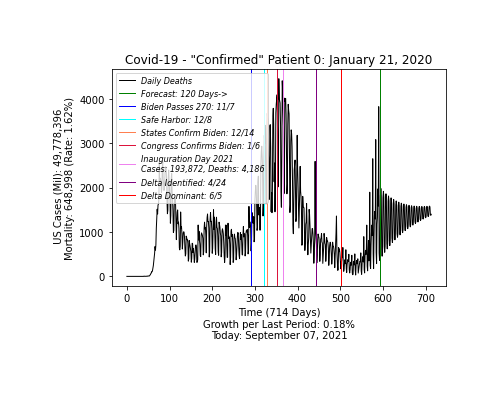 Covid-19 - "Confirmed" Patient 0: January 21, 2020
Daily Deaths
Forecast: 120 Days->
Biden Passes 270: 11/7
Safe Harbor: 12/8
States Confirm Biden: 12/14
Congress Confirms Biden: 1/6
Inauguration Day 2021
Cases: 193,872, Deaths: 4,186
Delta Identified: 4/24
Delta Dominant: 6/5
US Cases (Mil): 49,778,396
Mortality: 648,998 (Rate: 1.62%)
4000
3000
2000
1000
0
0 100 200 300 400 500 600 700
Time (714 Days)
Growth per Last Period: 0.18%
Today: September 07, 2021